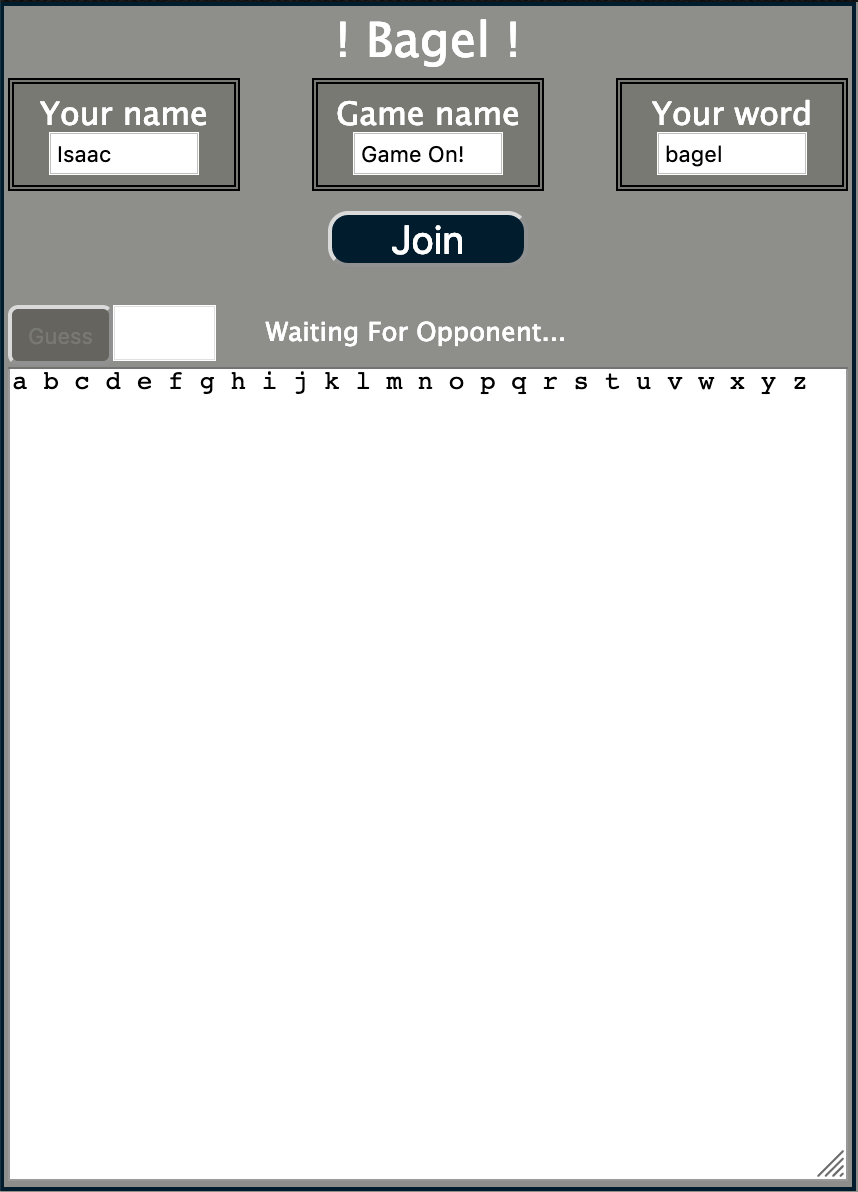 ! Bagel !
Your name
Isaac
Game name
Game On!
Your word
bagel
Join
Guess
Waiting For Opponent...
a b c d e f g h i j k l m n o p q r s t u v w x y z